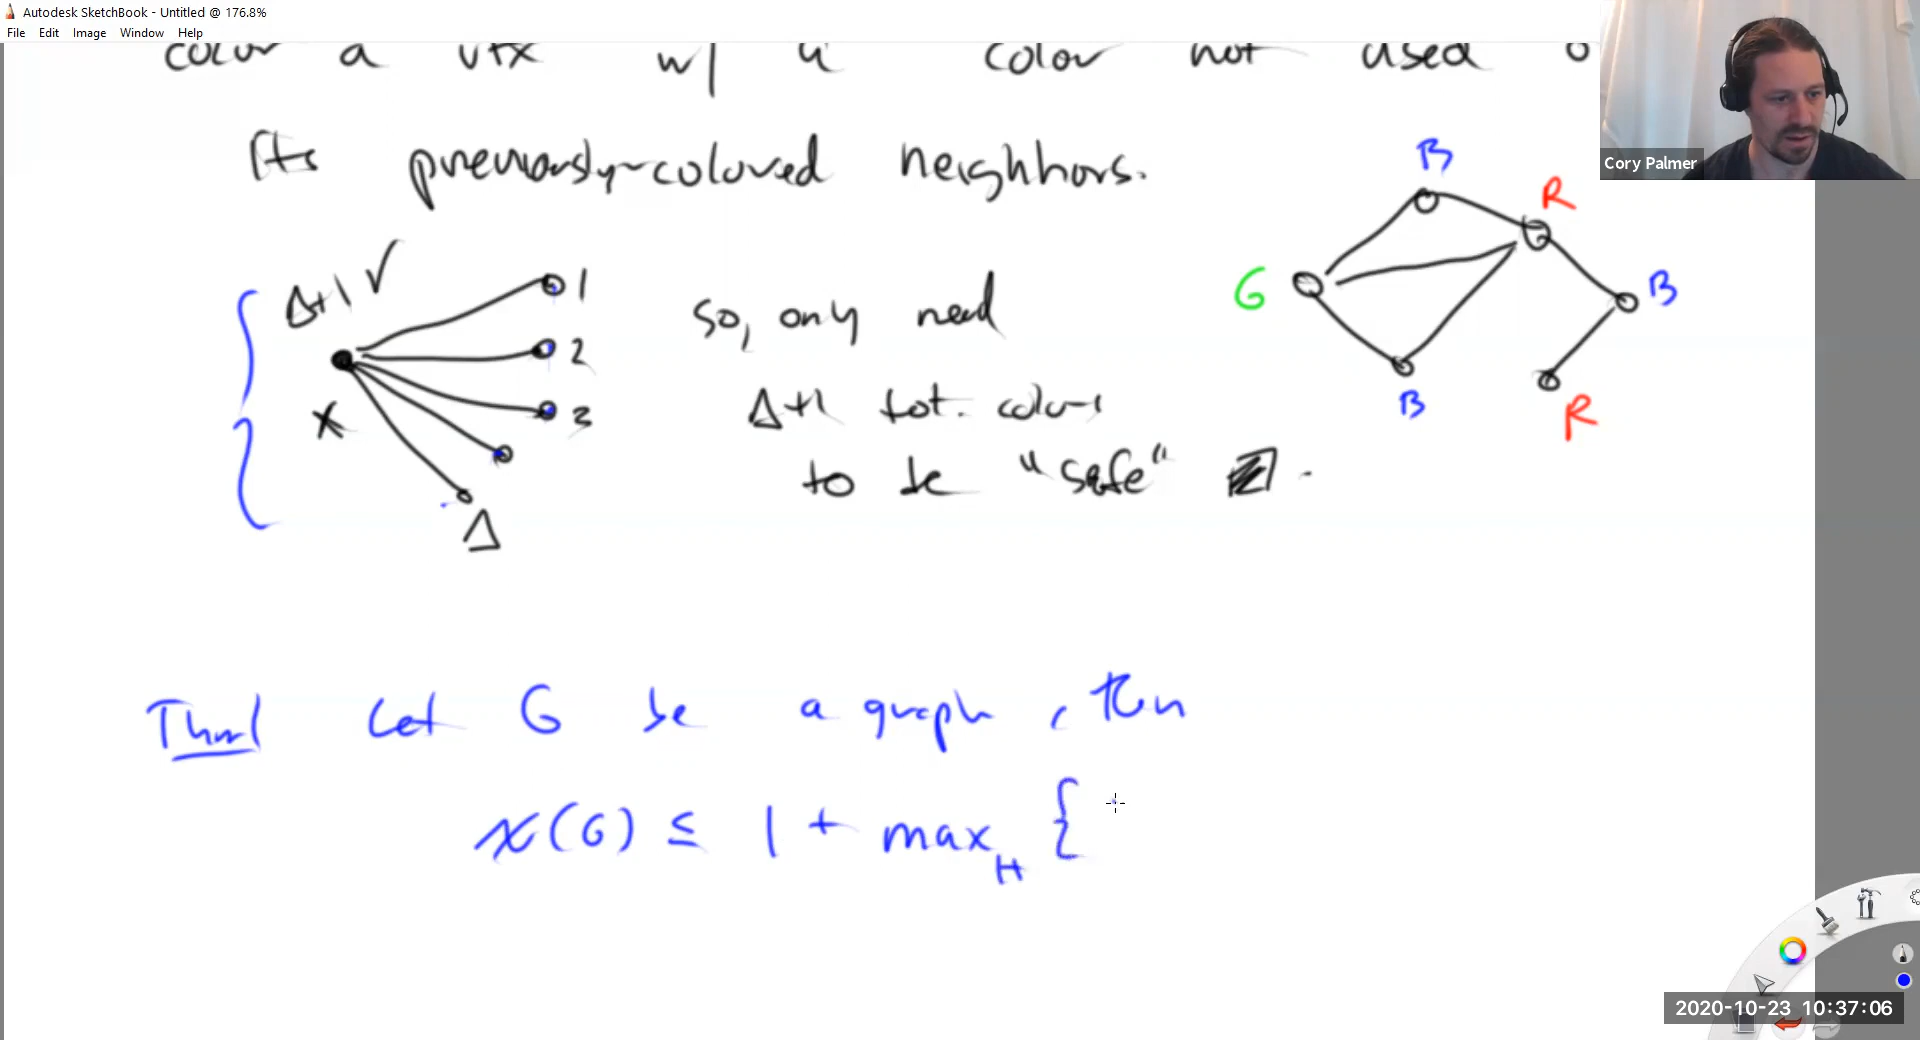 Autodesk SketchBook - Untitled @ 176.8%
File Edit Image Window Help
color a vtx w/ a color not used o
its previously-colored neighbors.
Cory Palmer
B
R
G
B
B
R
Δ+1 ✓
1
2
3
Δ
x
so, only need
Δ+1 tot. colors
to be "safe"
Thm Let G be a graph, then
χ(G) ≤ 1 + max_H {
2020-10-23 10:37:06